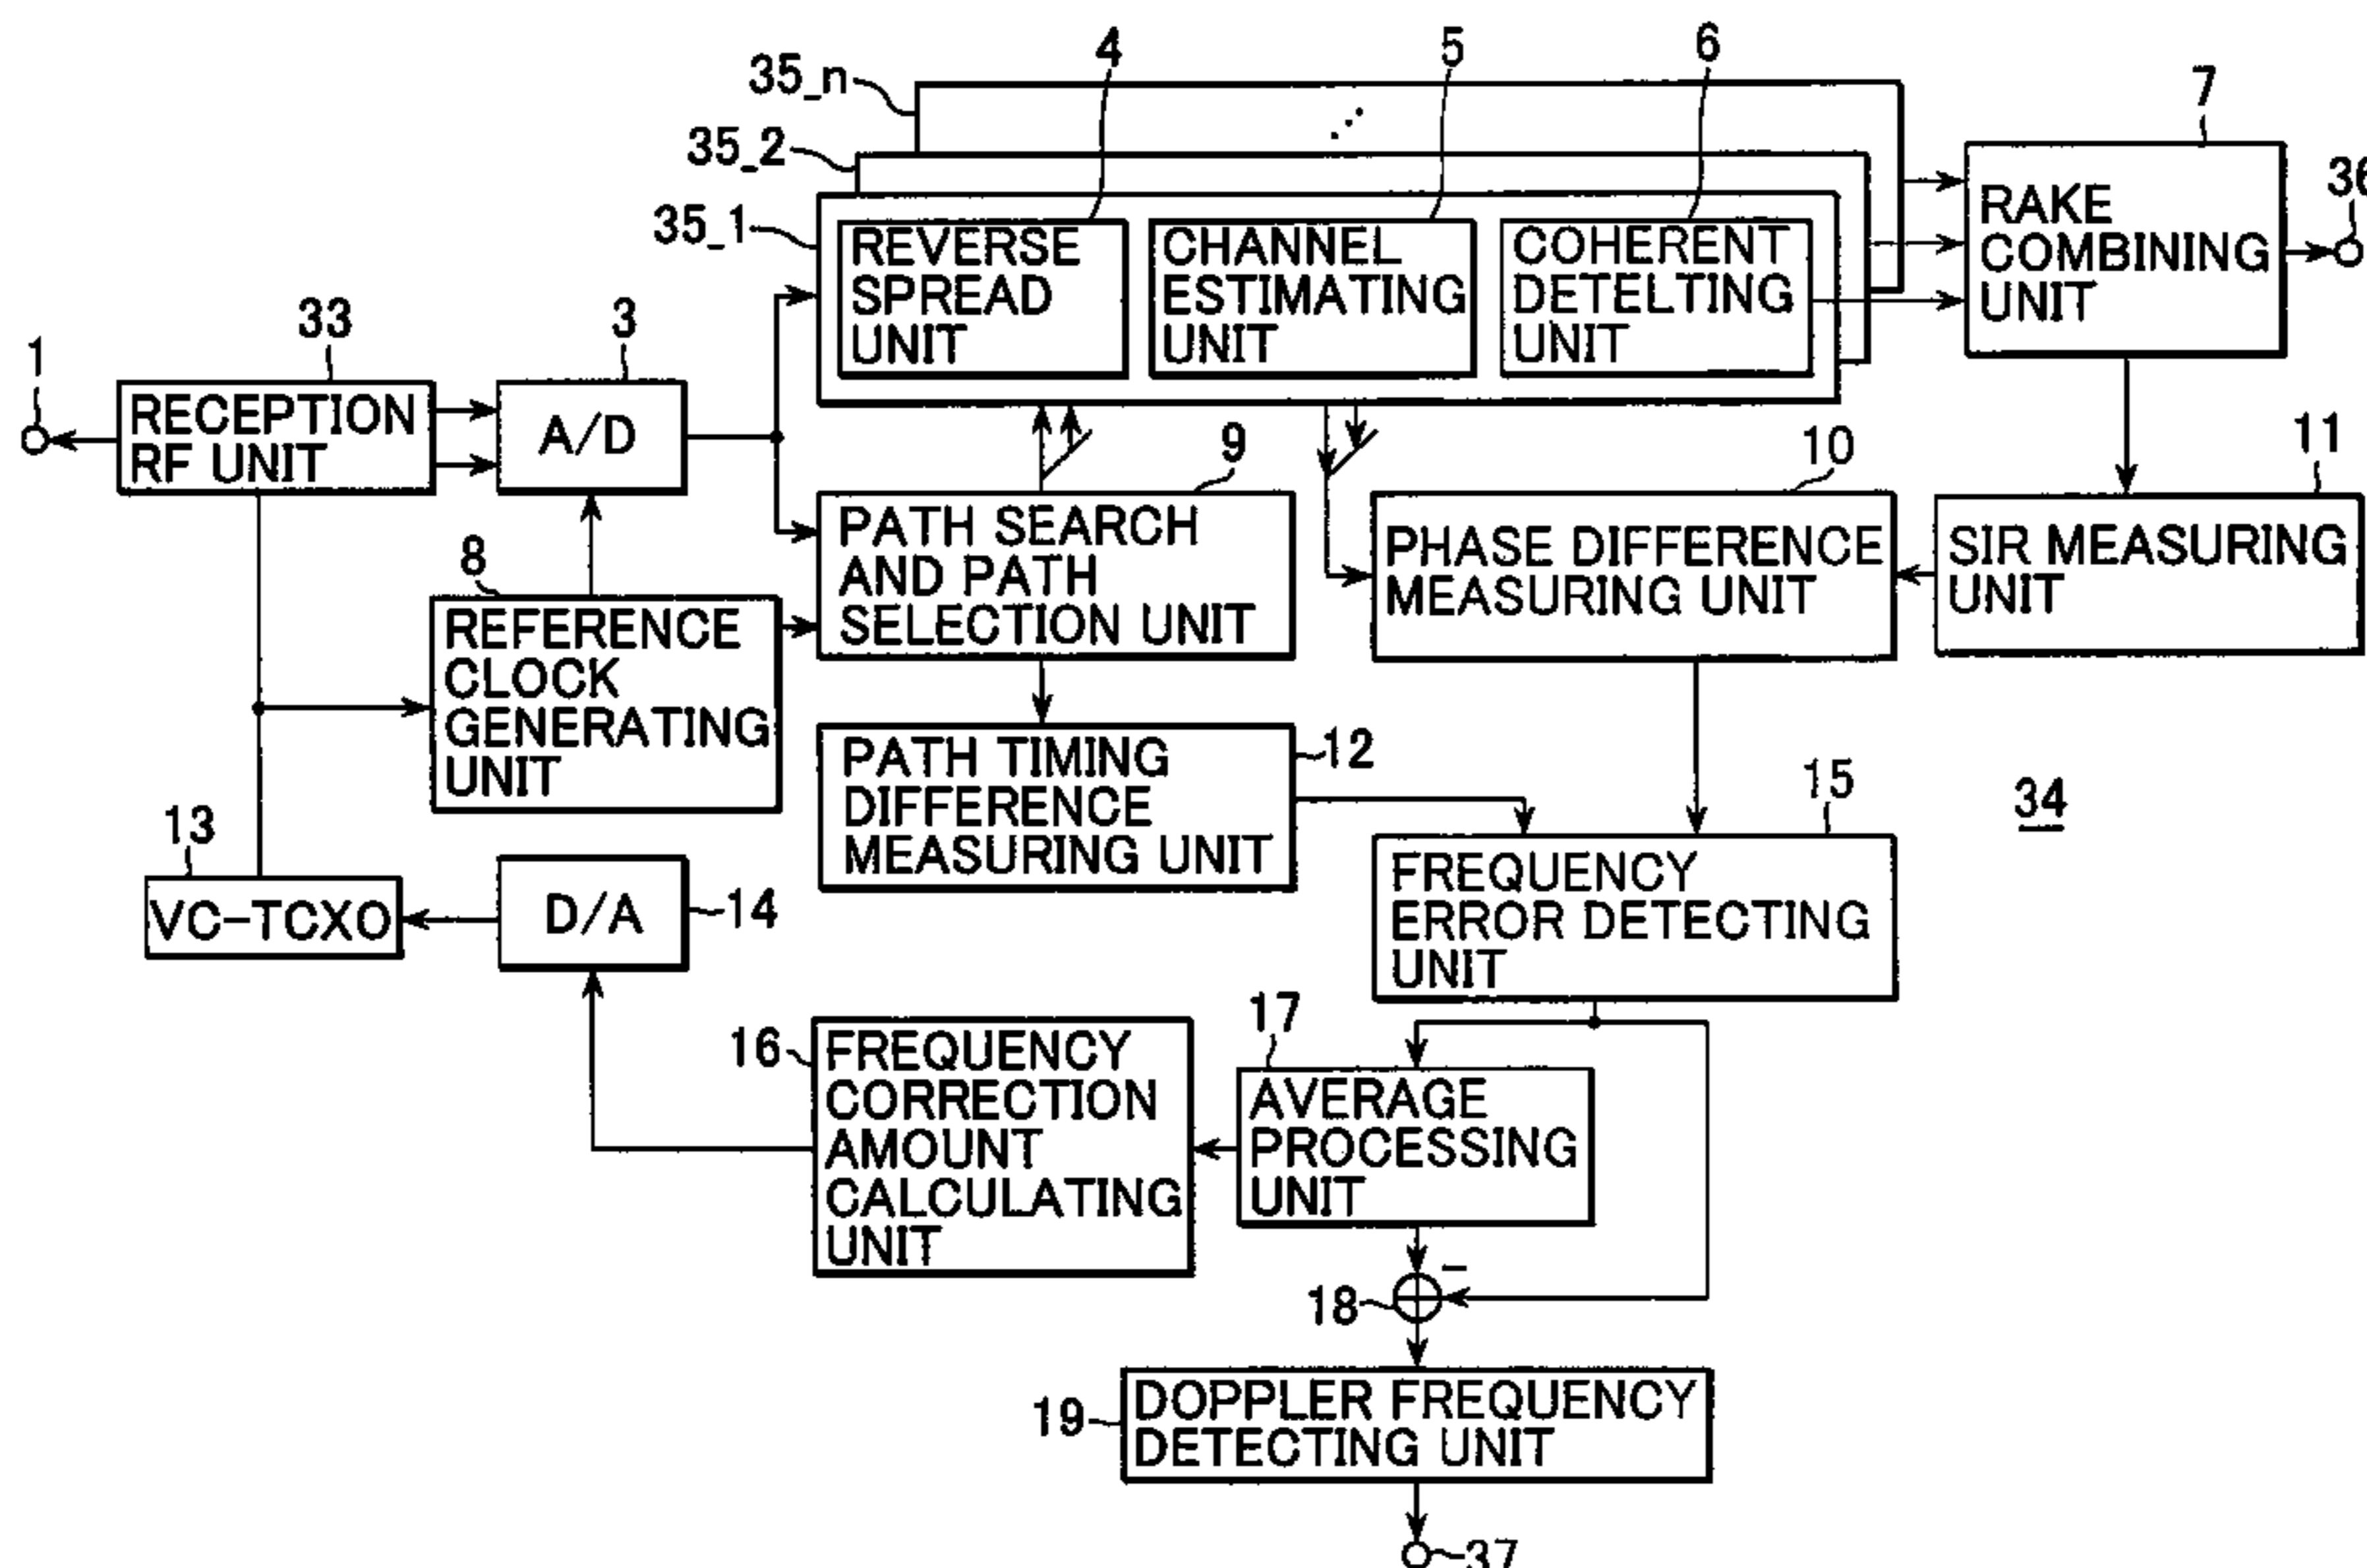 4
5
6
7
35_n
35_2
35_1
36
REVERSE
SPREAD
UNIT
CHANNEL
ESTIMATING
UNIT
COHERENT
DETELTING
UNIT
RAKE
COMBINING
UNIT
1
33
3
RECEPTION
RF UNIT
A/D
9
10
11
8
PATH SEARCH
AND PATH
SELECTION UNIT
PHASE DIFFERENCE
MEASURING UNIT
SIR MEASURING
UNIT
REFERENCE
CLOCK
GENERATING
UNIT
12
PATH TIMING
DIFFERENCE
MEASURING UNIT
15
34
13
VC-TCXO
D/A
14
FREQUENCY
ERROR DETECTING
UNIT
16
FREQUENCY
CORRECTION
AMOUNT
CALCULATING
UNIT
17
AVERAGE
PROCESSING
UNIT
18
-
19
DOPPLER FREQUENCY
DETECTING UNIT
37